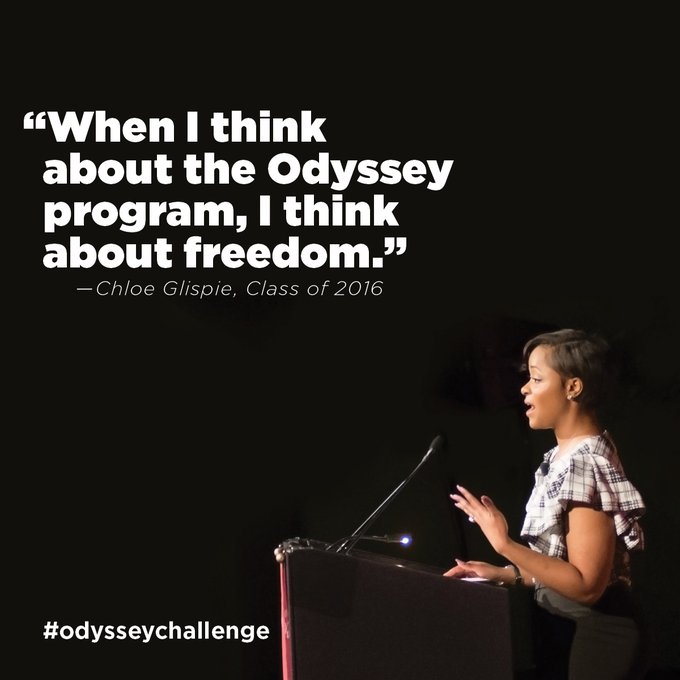 “When I think
about the Odyssey
program, I think
about freedom.”
—Chloe Glispie, Class of 2016
#odysseychallenge